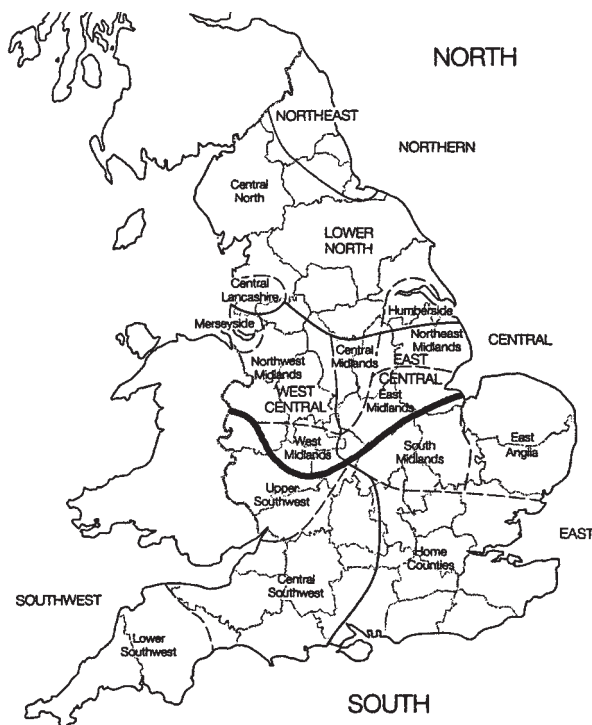 NORTH
NORTHEAST
NORTHERN
Central
North
LOWER
NORTH
Central
Lancashire
Humberside
Merseyside
Northeast
Midlands
CENTRAL
Central
Midlands
Northwest
Midlands
EAST
CENTRAL
WEST
CENTRAL
East
Midlands
West
Midlands
South
Midlands
East
Anglia
Upper
Southwest
EAST
Home
Counties
Central
Southwest
SOUTHWEST
Lower
Southwest
SOUTH